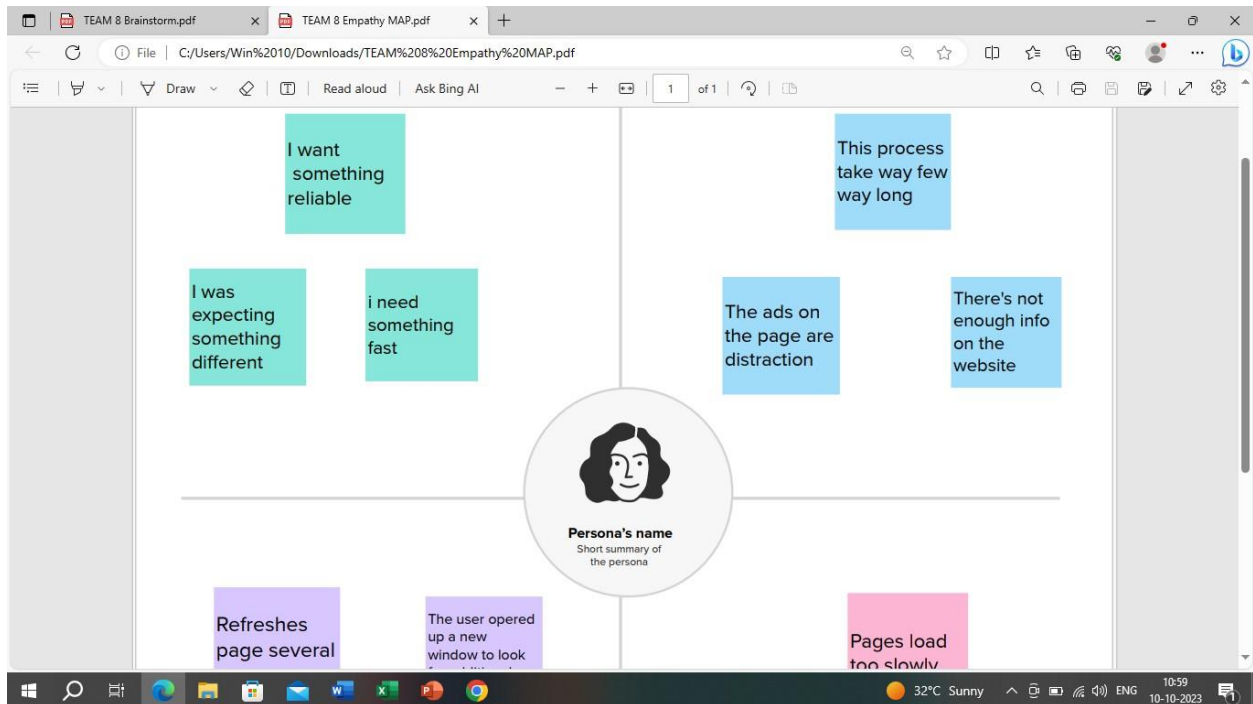 TEAM 8 Brainstorm.pdf
TEAM 8 Empathy MAP.pdf
File
C:/Users/Win%2010/Downloads/TEAM%208%20Empathy%20MAP.pdf
Draw
Read aloud
Ask Bing AI
1
of 1
I want
something
reliable
This process
take way few
way long
I was
expecting
something
different
i need
something
fast
The ads on
the page are
distraction
There's not
enough info
on the
website
Persona's name
Short summary of
the persona
Refreshes
page several
The user opered
up a new
window to look
Pages load
too slowly
32°C Sunny
ENG
10:59
10-10-2023